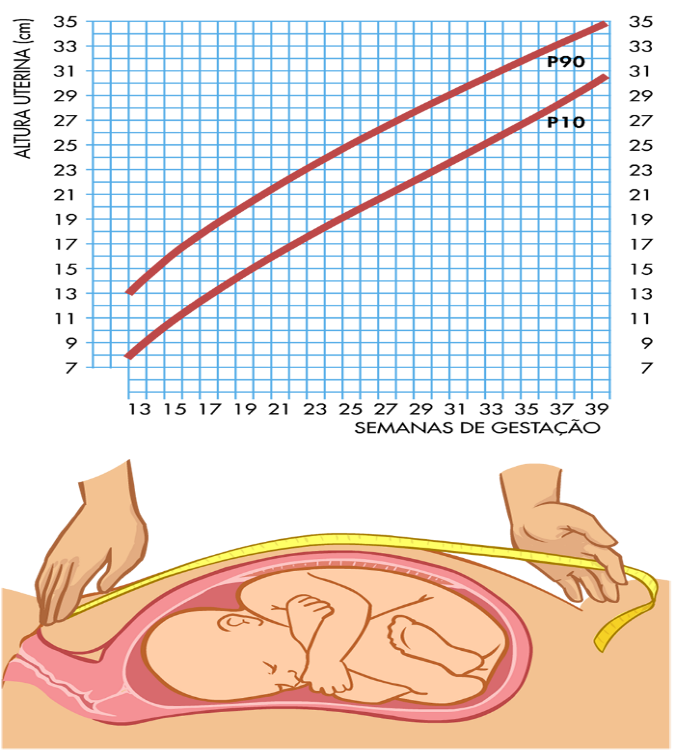 ALTURA UTERINA (cm)
35 35
33 33
31 P90 31
29 29
27 P10 27
25 25
23 23
21 21
19 19
17 17
15 15
13 13
11 11
9 9
7 7
13 15 17 19 21 23 25 27 29 31 33 35 37 39
SEMANAS DE GESTAÇÃO